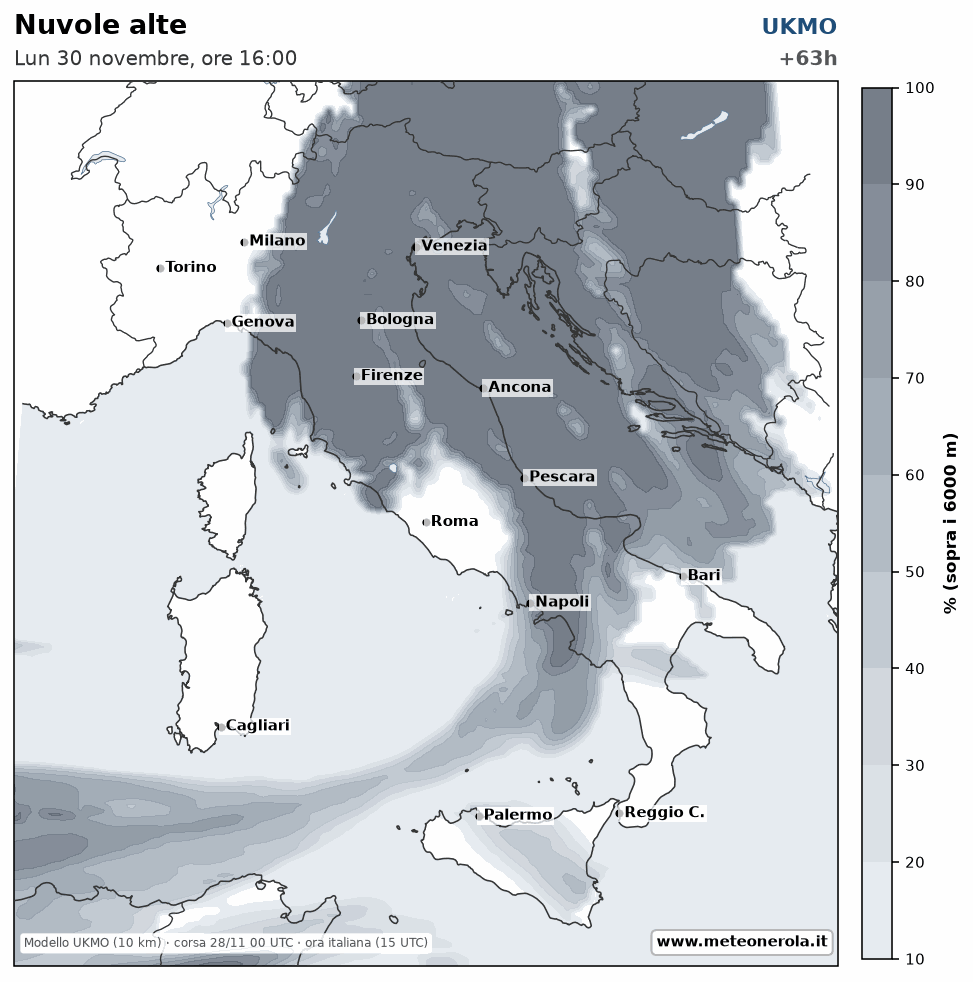 Nuvole alte
UKMO
Lun 30 novembre, ore 16:00
+63h
Milano
Venezia
Torino
Genova
Bologna
Firenze
Ancona
Pescara
Roma
Bari
Napoli
Cagliari
Palermo
Reggio C.
100
90
80
70
60
50
40
30
20
10
% (sopra i 6000 m)
Modello UKMO (10 km) · corsa 28/11 00 UTC · ora italiana (15 UTC)
www.meteonerola.it